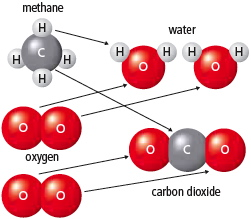 methane
water
H
H C H
H
H O H
H O H
O O
oxygen
O C O
O O
carbon dioxide